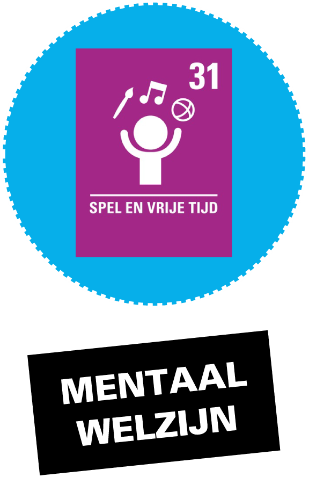 31
SPEL EN VRIJE TIJD
MENTAAL
WELZIJN